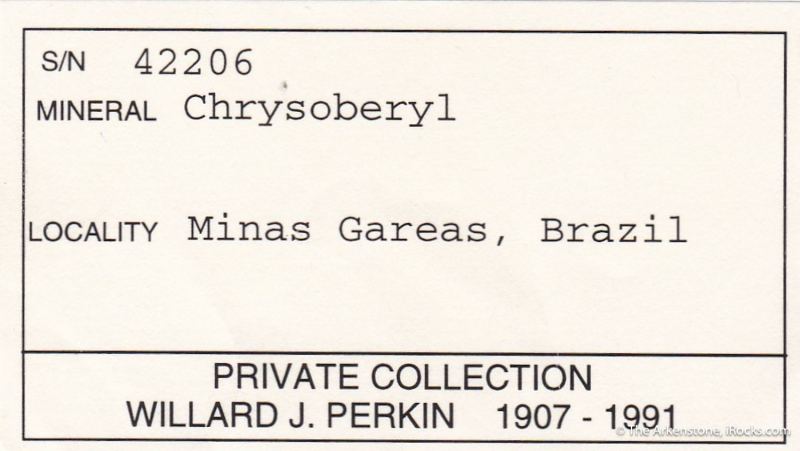 S/N 42206
MINERAL Chrysoberyl
LOCALITY Minas Gareas, Brazil
PRIVATE COLLECTION
WILLARD J. PERKIN 1907 - 1991
© The Arkenstone, iRocks.com